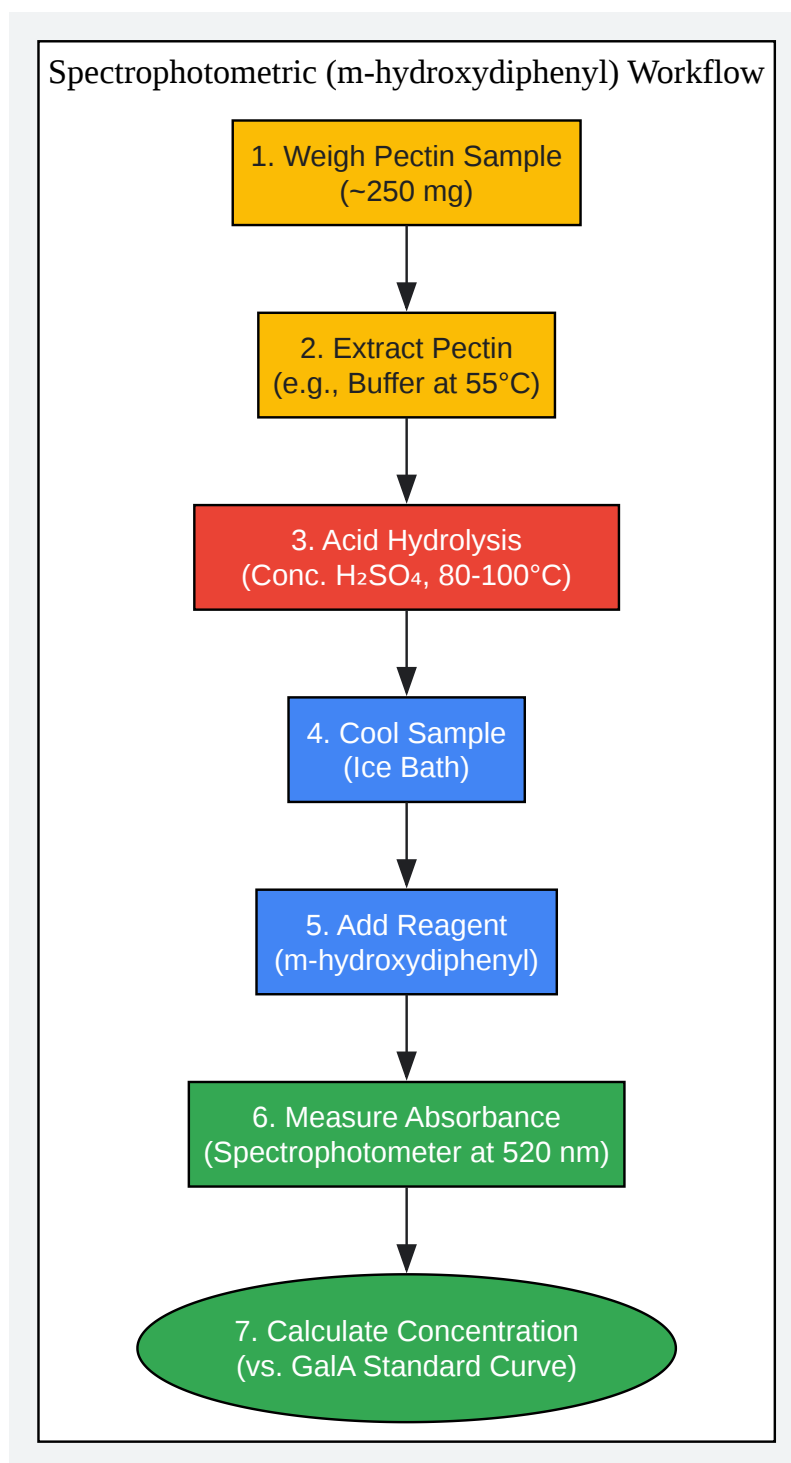 Spectrophotometric (m-hydroxydiphenyl) Workflow
1. Weigh Pectin Sample
(~250 mg)
2. Extract Pectin
(e.g., Buffer at 55°C)
3. Acid Hydrolysis
(Conc. H₂SO₄, 80-100°C)
4. Cool Sample
(Ice Bath)
5. Add Reagent
(m-hydroxydiphenyl)
6. Measure Absorbance
(Spectrophotometer at 520 nm)
7. Calculate Concentration
(vs. GalA Standard Curve)